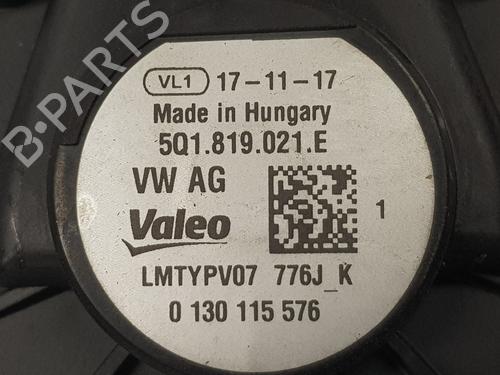 VL1 17-11-17
Made in Hungary
5Q1.819.021.E
VW AG
Valeo
1
LMTYPV07 776J_K
0 130 115 576
B-PARTS